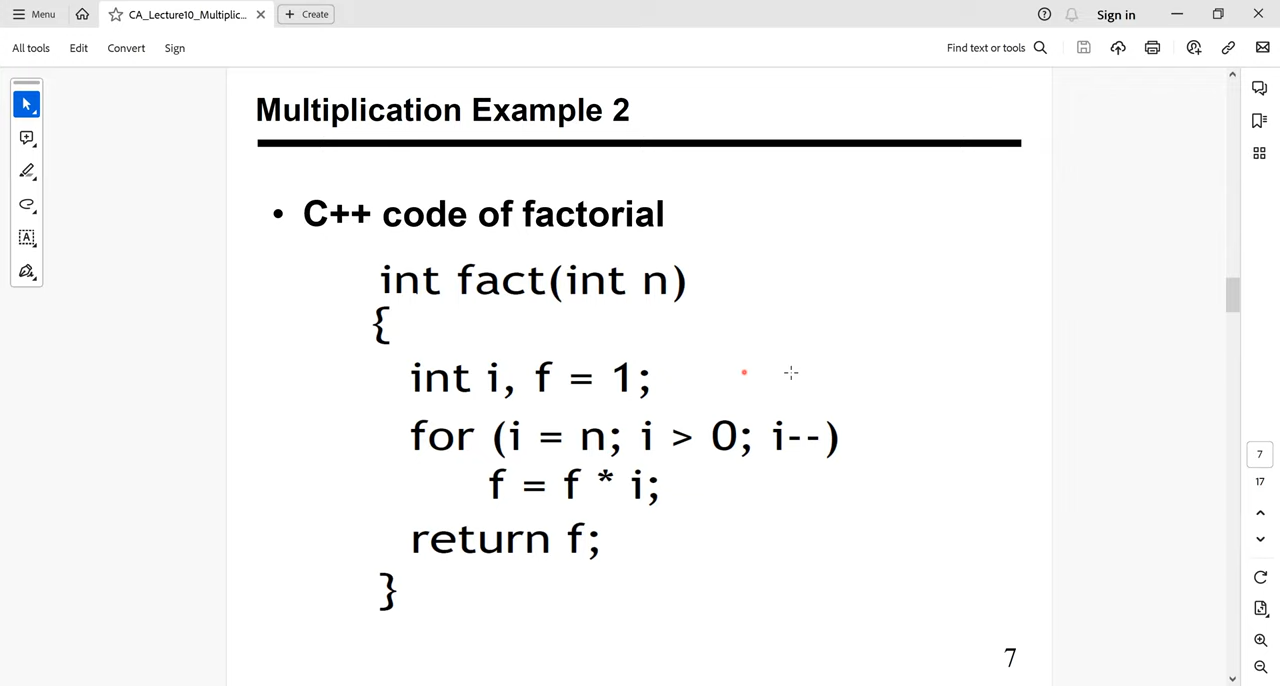 Menu
CA_Lecture10_Multiplic...
Create
Sign in
All tools
Edit
Convert
Sign
Find text or tools
Multiplication Example 2
• C++ code of factorial
int fact(int n)
{
int i, f = 1;
for (i = n; i > 0; i--)
f = f * i;
return f;
}
7
7
17